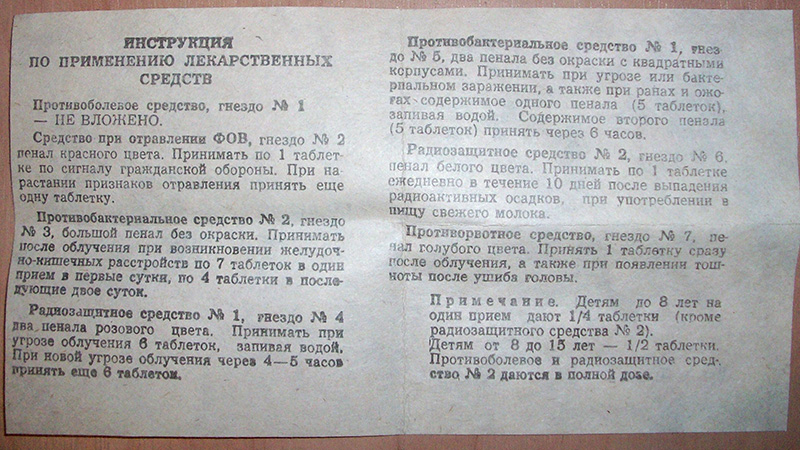 ИНСТРУКЦИЯ
ПО ПРИМЕНЕНИЮ ЛЕКАРСТВЕННЫХ
СРЕДСТВ
Противоболевое средство, гнездо № 1
— НЕ ВЛОЖЕНО.
Средство при отравлении ФОВ, гнездо № 2
пенал красного цвета. Принимать по 1 таблет-
ке по сигналу гражданской обороны. При на-
растании признаков отравления принять еще
одну таблетку.
Противобактериальное средство № 2, гнездо
№ 3, большой пенал без окраски. Принимать
после облучения при возникновении желудоч-
но-кишечных расстройств по 7 таблеток в один
прием в первые сутки, по 4 таблетки в после-
дующие двое суток.
Радиозащитное средство № 1, гнездо № 4
два пенала розового цвета. Принимать при
угрозе облучения 6 таблеток, запивая водой.
При новой угрозе облучения через 4—5 часов
принять еще 6 таблеток.
Противобактериальное средство № 1, гнез-
до № 5, два пенала без окраски с квадратными
корпусами. Принимать при угрозе или бакте-
риальном заражении, а также при ранах и ожо-
гах содержимое одного пенала (5 таблеток),
запивая водой. Содержимое второго пенала
(5 таблеток) принять через 6 часов.
Радиозащитное средство № 2, гнездо № 6,
пенал белого цвета. Принимать по 1 таблетке
ежедневно в течение 10 дней после выпадения
радиоактивных осадков, при употреблении в
пищу свежего молока.
Противорвотное средство, гнездо № 7, пе-
нал голубого цвета. Принять 1 таблетку сразу
после облучения, а также при появлении тош-
ноты после ушиба головы.
Примечание. Детям до 8 лет на
один прием дают 1/4 таблетки (кроме
радиозащитного средства № 2).
Детям от 8 до 15 лет — 1/2 таблетки.
Противоболевое и радиозащитное сред-
ство № 2 даются в полной дозе.